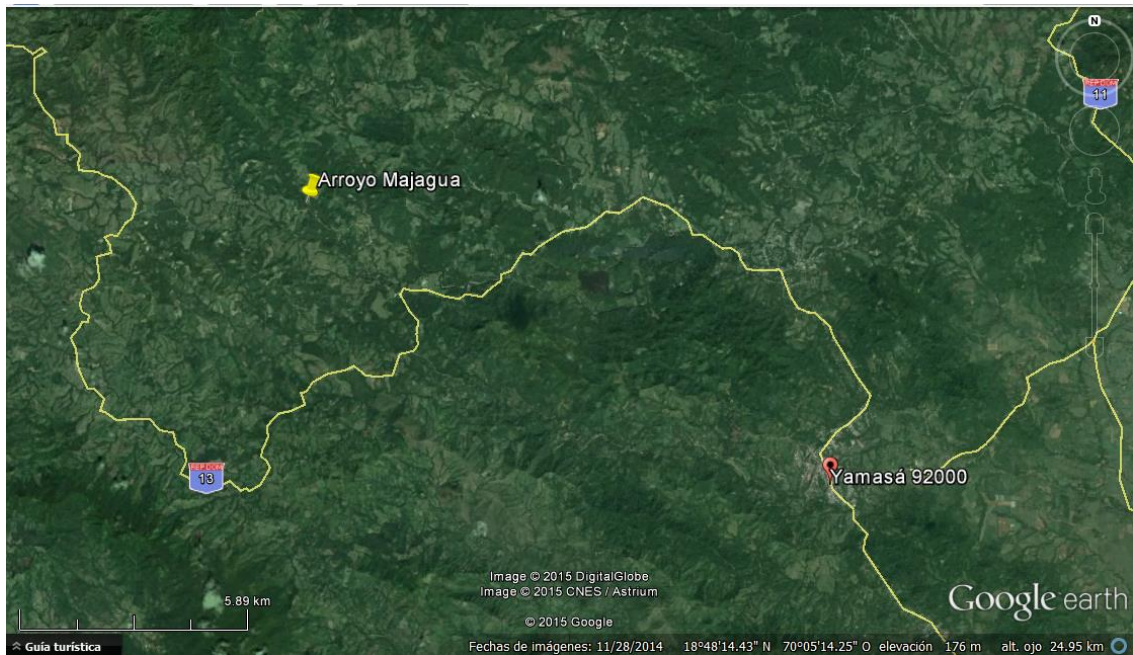 N
11
Arroyo Majagua
13
Yamasá 92000
Image © 2015 DigitalGlobe
Image © 2015 CNES / Astrium
© 2015 Google
Google earth
5.89 km
Guía turística
Fechas de imágenes: 11/28/2014 18°48'14.43" N 70°05'14.25" O elevación 176 m alt. ojo 24.95 km